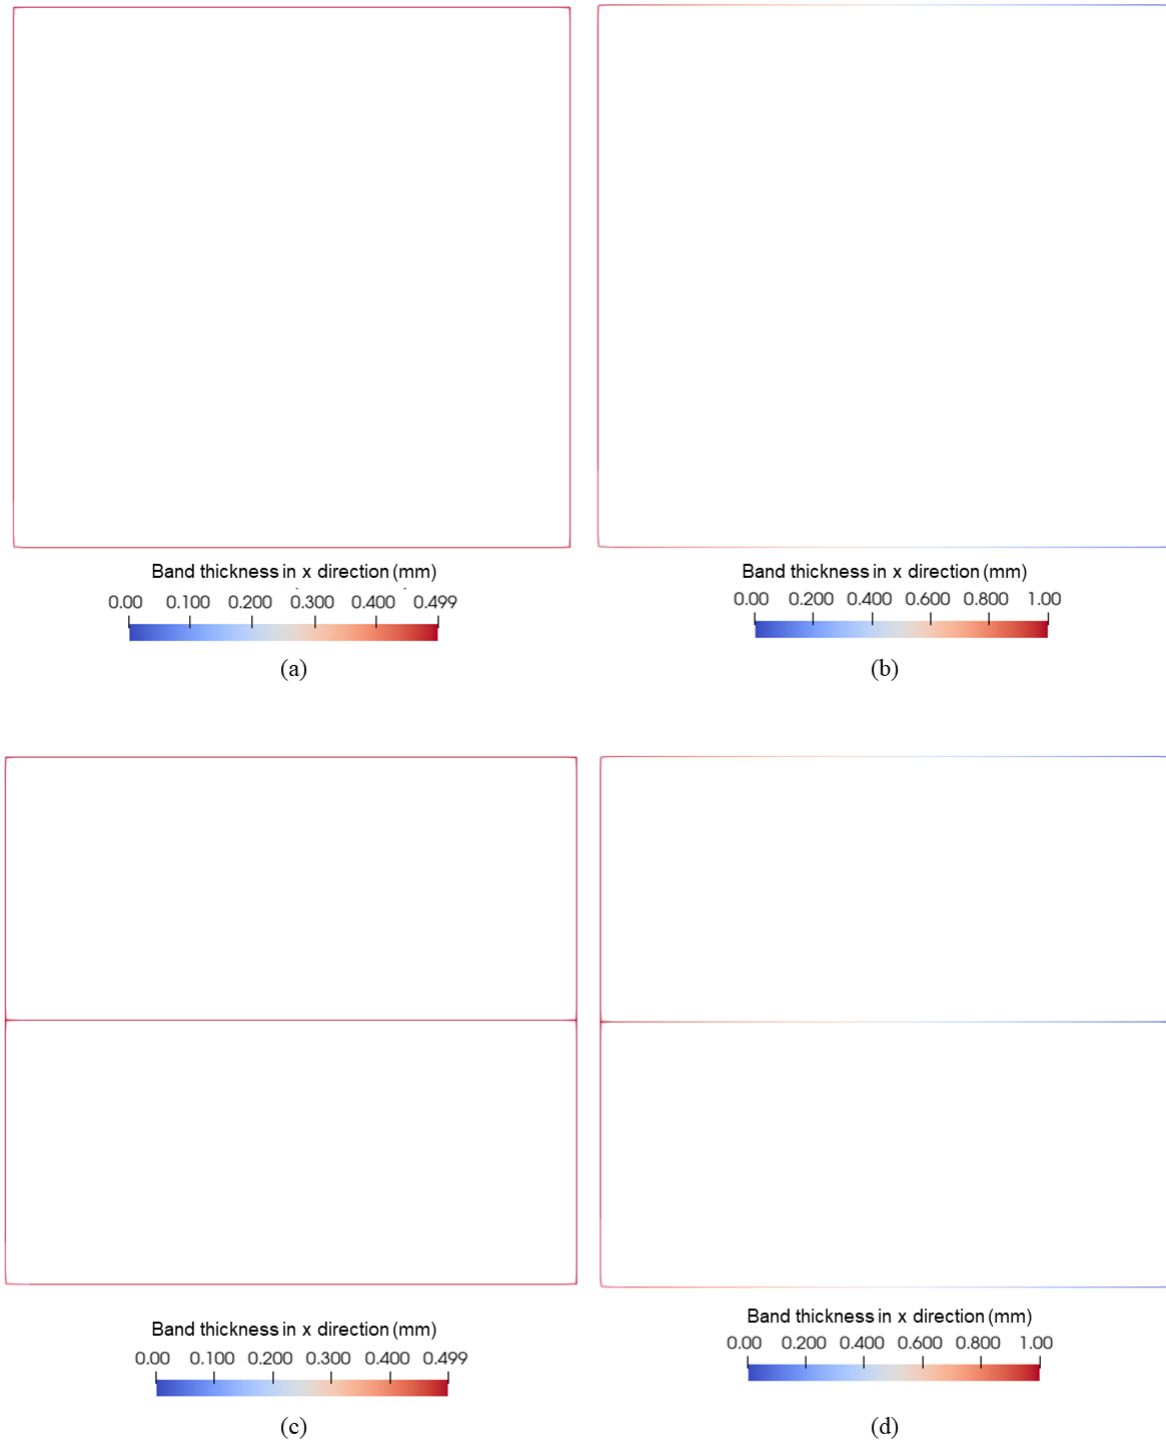 Band thickness in x direction (mm)
0.00 0.100 0.200 0.300 0.400 0.499
(a)
Band thickness in x direction (mm)
0.00 0.200 0.400 0.600 0.800 1.00
(b)
Band thickness in x direction (mm)
0.00 0.100 0.200 0.300 0.400 0.499
(c)
Band thickness in x direction (mm)
0.00 0.200 0.400 0.600 0.800 1.00
(d)